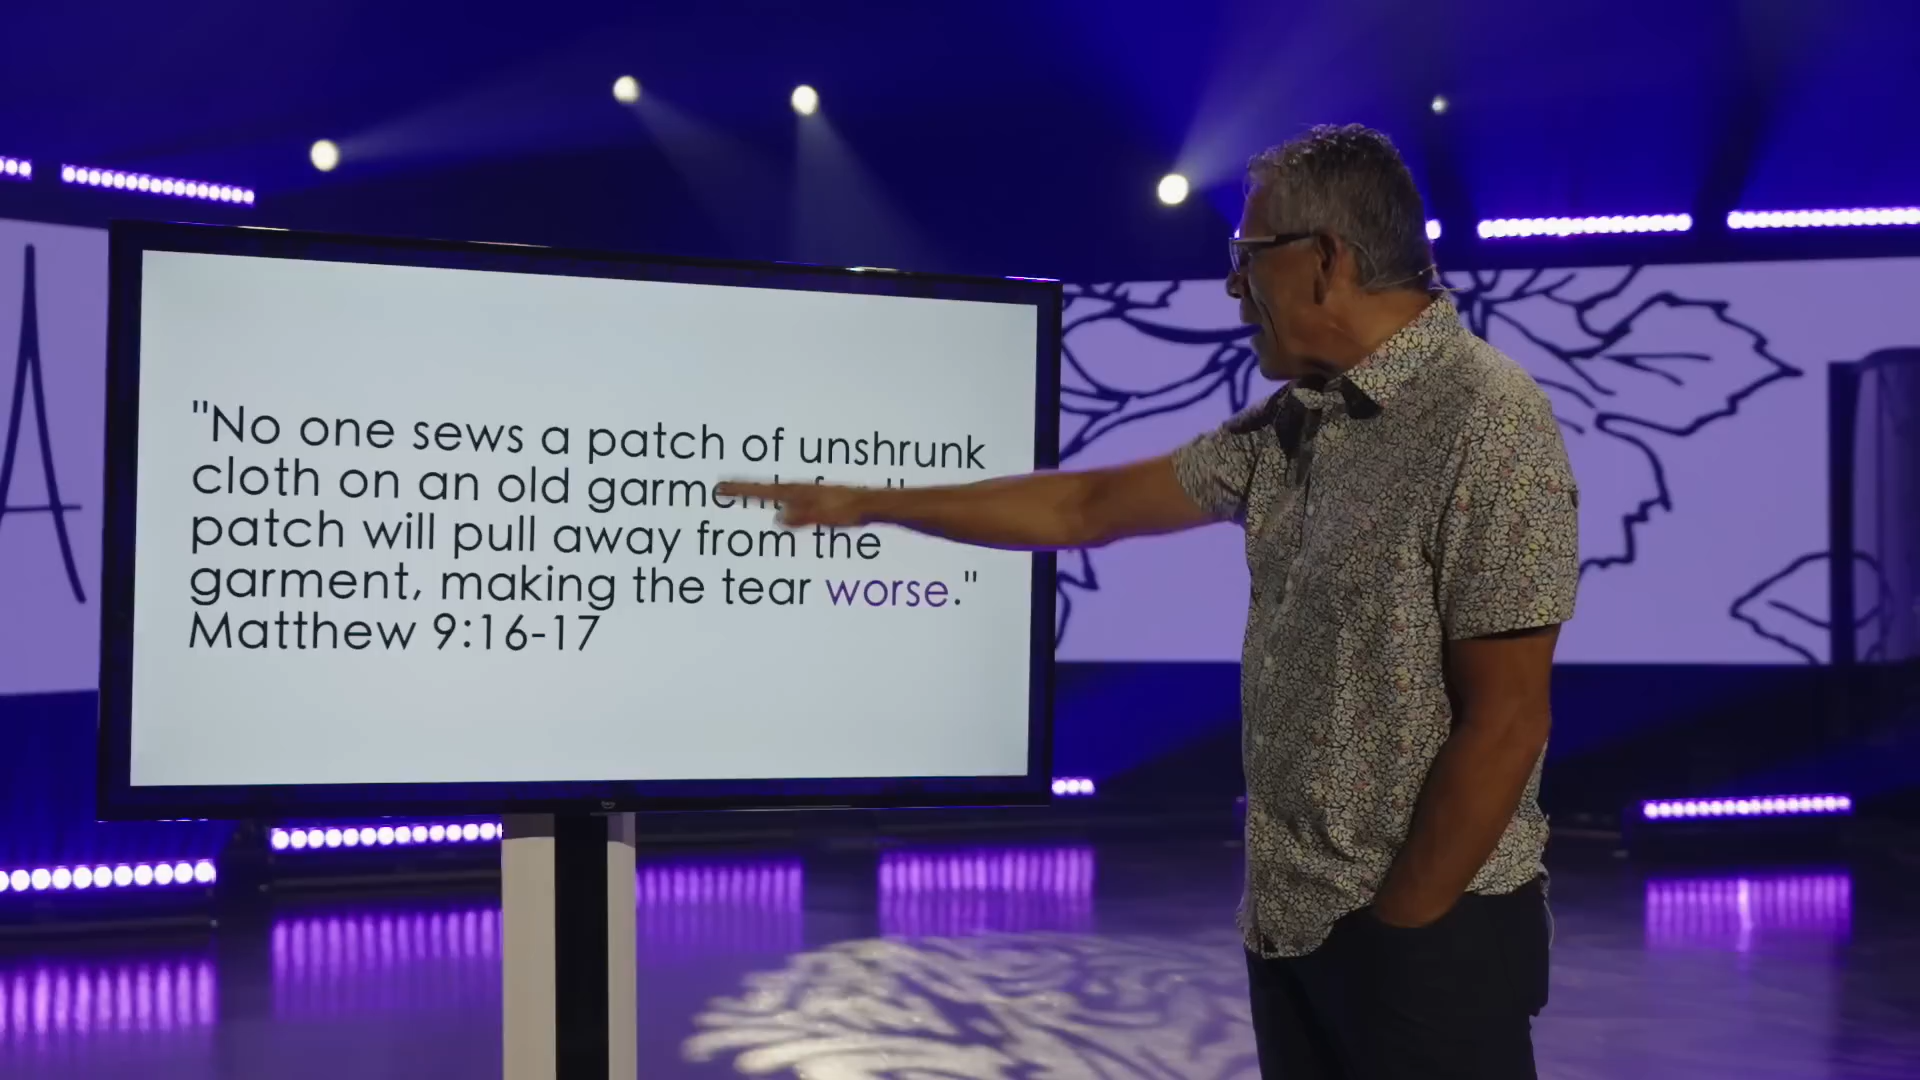 "No one sews a patch of unshrunk
cloth on an old garment
patch will pull away from the
garment, making the tear worse."
Matthew 9:16-17
A